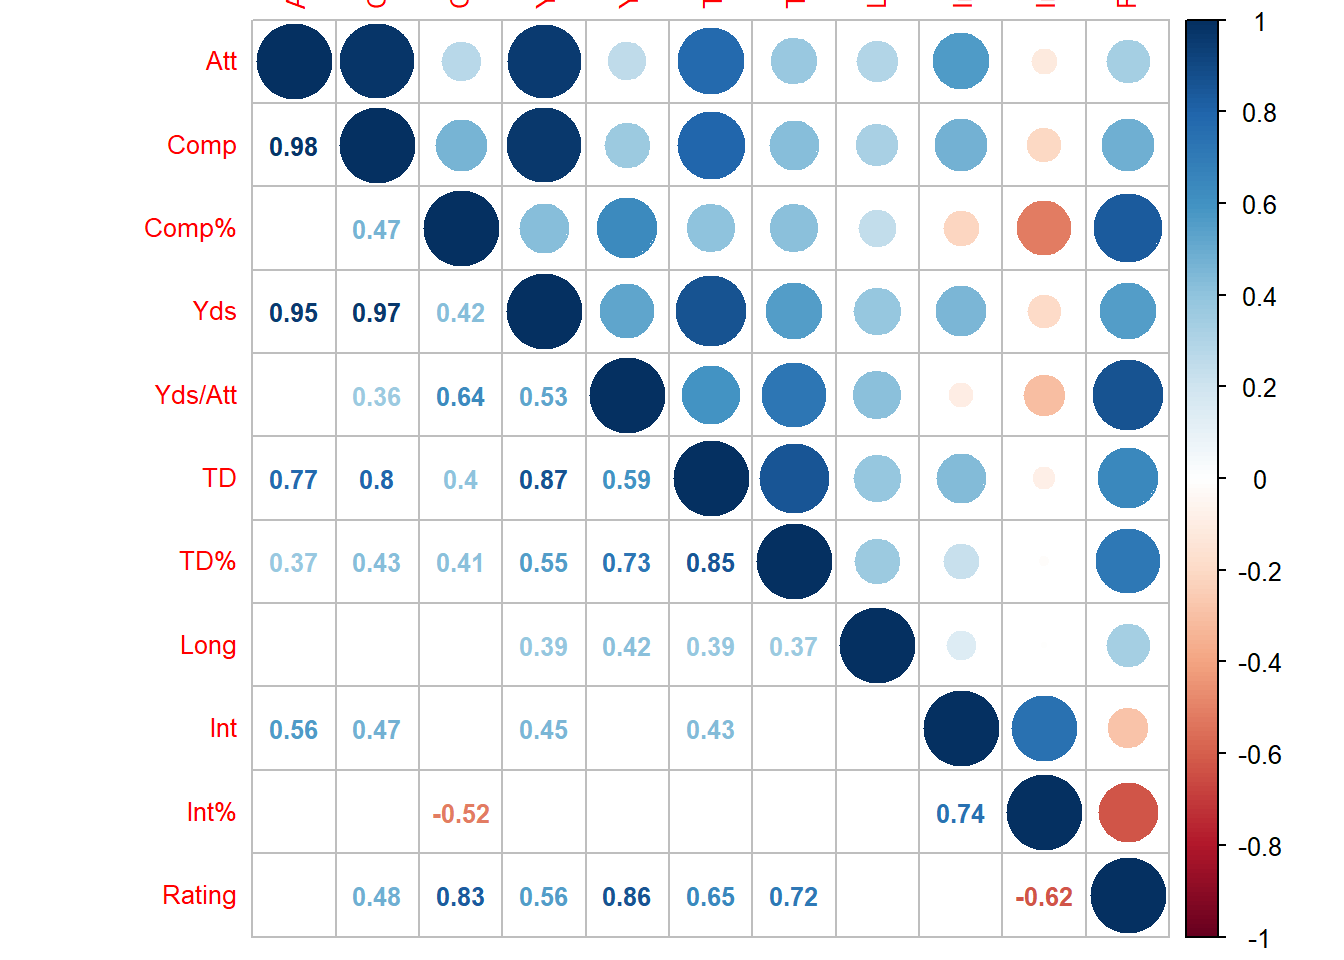 Att
Comp 0.98
Comp% 0.47
Yds 0.95 0.97 0.42
Yds/Att 0.36 0.64 0.53
TD 0.77 0.8 0.4 0.87 0.59
TD% 0.37 0.43 0.41 0.55 0.73 0.85
Long 0.39 0.42 0.39 0.37
Int 0.56 0.47 0.45 0.43
Int% -0.52 0.74
Rating 0.48 0.83 0.56 0.86 0.65 0.72 -0.62
1
0.8
0.6
0.4
0.2
0
-0.2
-0.4
-0.6
-0.8
-1